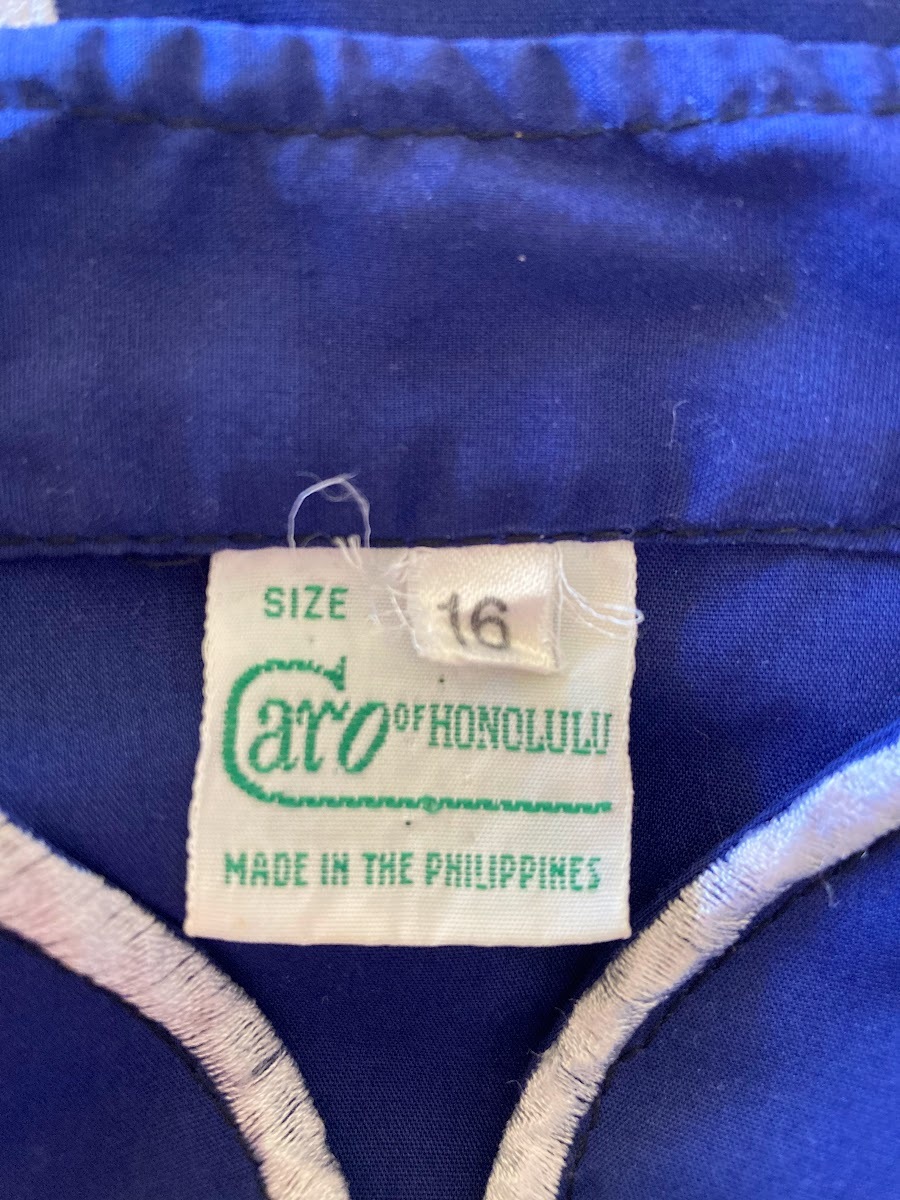 SIZE 16
Caro OF HONOLULU
MADE IN THE PHILIPPINES